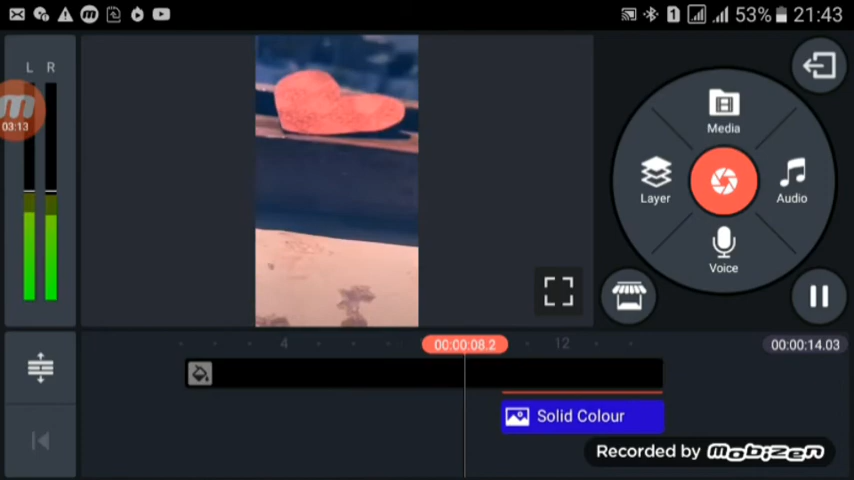 53% 21:43
L R
03:13
Media
Layer
Audio
Voice
4
00:00:08.2
12
00:00:14.03
Solid Colour
Recorded by mobizen